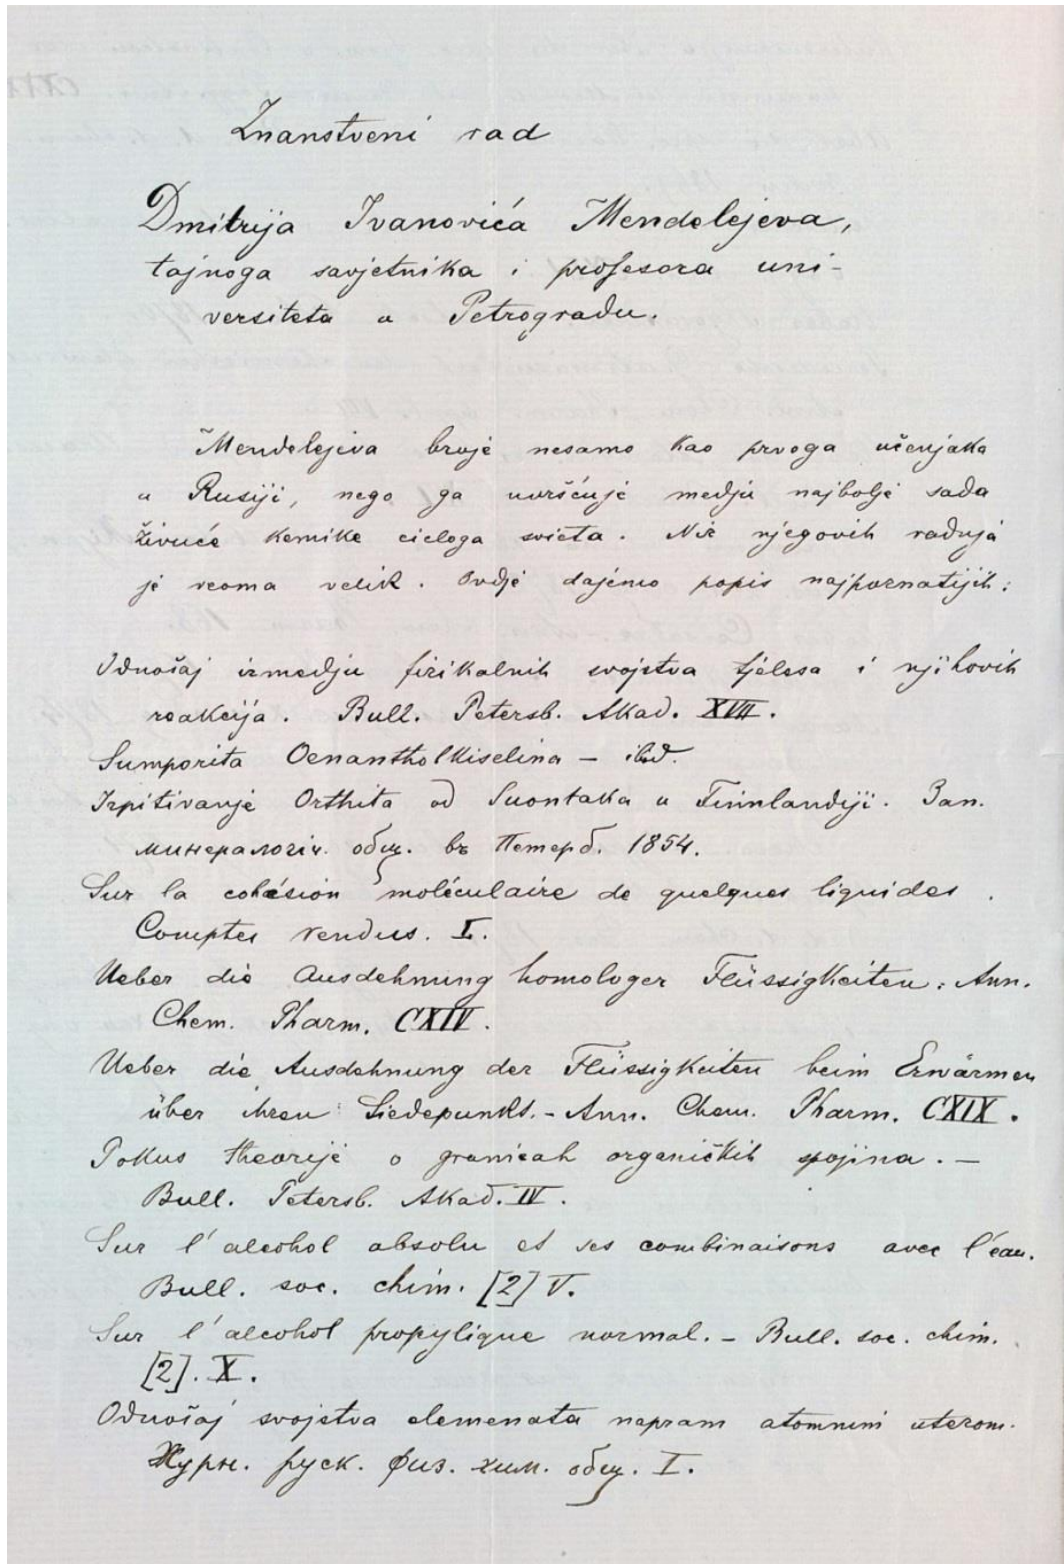 Znanstveni rad
Dmitrija Ivanovića Mendelejeva,
tajnoga savjetnika i profesora uni-
versiteta u Petrogradu.
Mendelejeva broje nesamo kao prvoga učenjaka
u Rusiji, nego ga uvršćuje medju najbolje sada
živuće kemike cieloga svieta. Niz njegovih radnja
je veoma velik. Ovdje dajemo popis najpoznatijih:
Odnošaj izmedju fizikalnih svojstva tjelesa i njihovih
reakcija. Bull. Petersb. Akad. XVII.
Sumporita Oenantholkiselina – ibid.
Izpitivanje Orthita od Suontaka u Finnlandiji. Зап.
минералогіч. общ. въ Петерб. 1854.
Sur la cohésion moléculaire de quelques liquides.
Comptes rendus. L.
Ueber die Ausdehnung homologer Flüssigkeiten. Ann.
Chem. Pharm. CXIV.
Ueber die Ausdehnung der Flüssigkeiten beim Erwärmen
über ihren Siedepunkt. – Ann. Chem. Pharm. CXIX.
Pokus theorije o granicah organičkih spojina. –
Bull. Petersb. Akad. IV.
Sur l'alcohol absolu et ses combinaisons avec l'eau.
Bull. soc. chim. [2] V.
Sur l'alcohol propylique normal. – Bull. soc. chim.
[2]. X.
Odnošaj svojstva elemenata napram atomnim utezom.
Журн. руск. физ. хим. общ. I.